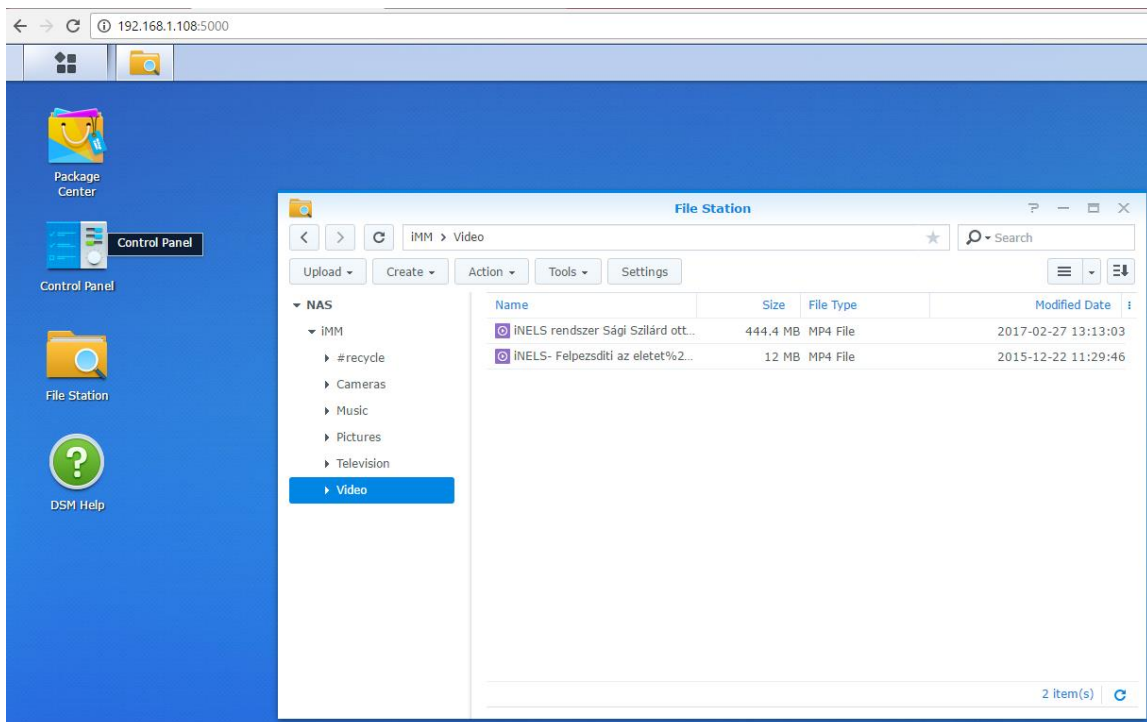 192.168.1.108:5000
Package
Center
Control Panel
Control Panel
File Station
DSM Help
File Station
iMM > Video
Search
Upload Create Action Tools Settings
NAS
iMM
#recycle
Cameras
Music
Pictures
Television
Video
Name Size File Type Modified Date
iNELS rendszer Sági Szilárd ott... 444.4 MB MP4 File 2017-02-27 13:13:03
iNELS- Felpezsditi az eletet%2... 12 MB MP4 File 2015-12-22 11:29:46
2 item(s)